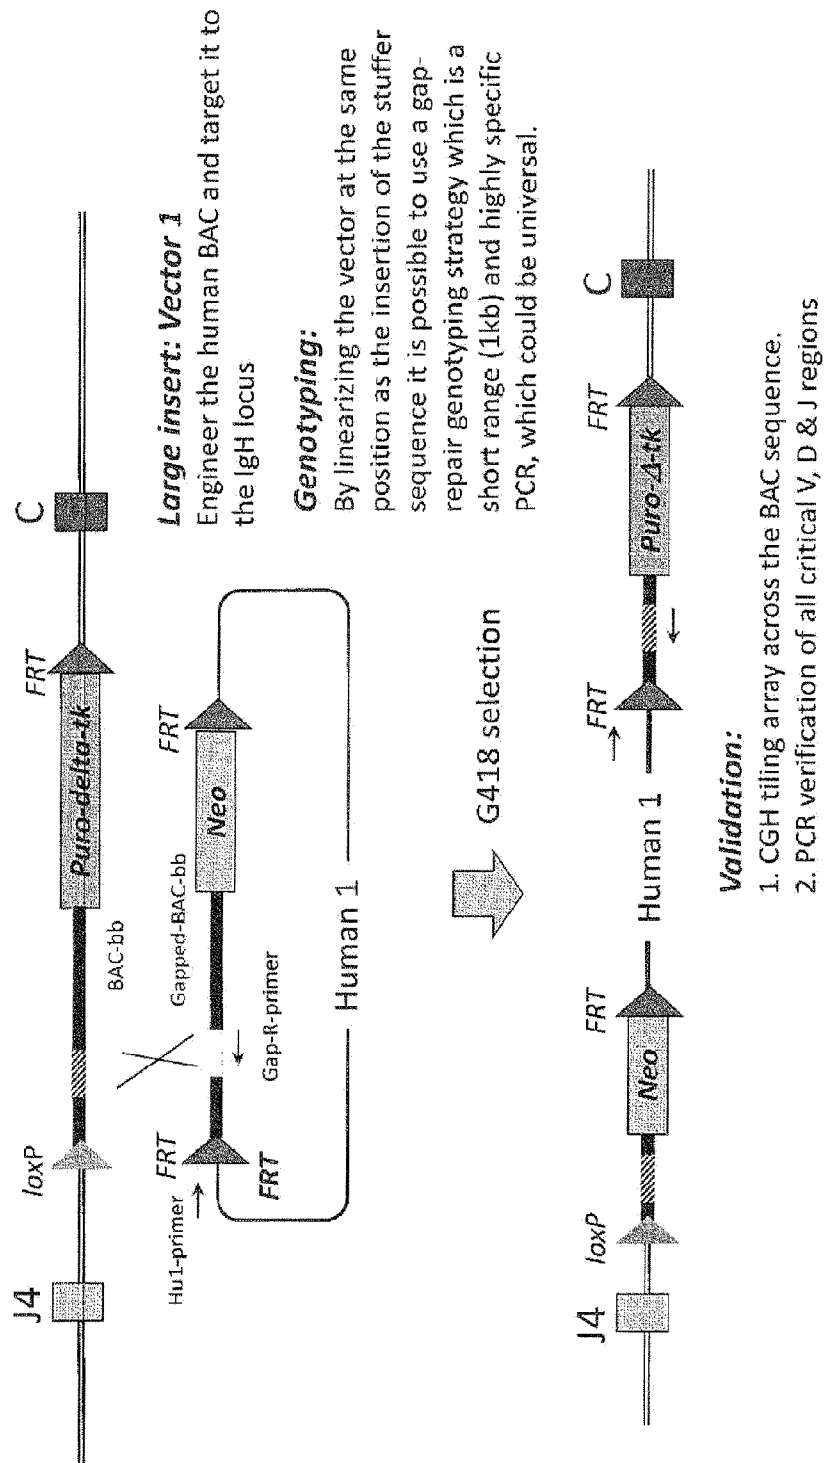 J4
loxP
FRT
C
Puro-delta-tk
BAC-bb
Large insert: Vector 1
Engineer the human BAC and target it to
the IgH locus
Hu1-primer
FRT
Gapped-BAC-bb
FRT
Neo
FRT
Gap-R-primer
Human 1
Genotyping:
By linearizing the vector at the same
position as the insertion of the stuffer
sequence it is possible to use a gap-
repair genotyping strategy which is a
short range (1kb) and highly specific
PCR, which could be universal.
G418 selection
J4
loxP
FRT
FRT
FRT
C
Neo
Human 1
Puro-Δ-tk
Validation:
1. CGH tiling array across the BAC sequence.
2. PCR verification of all critical V, D & J regions